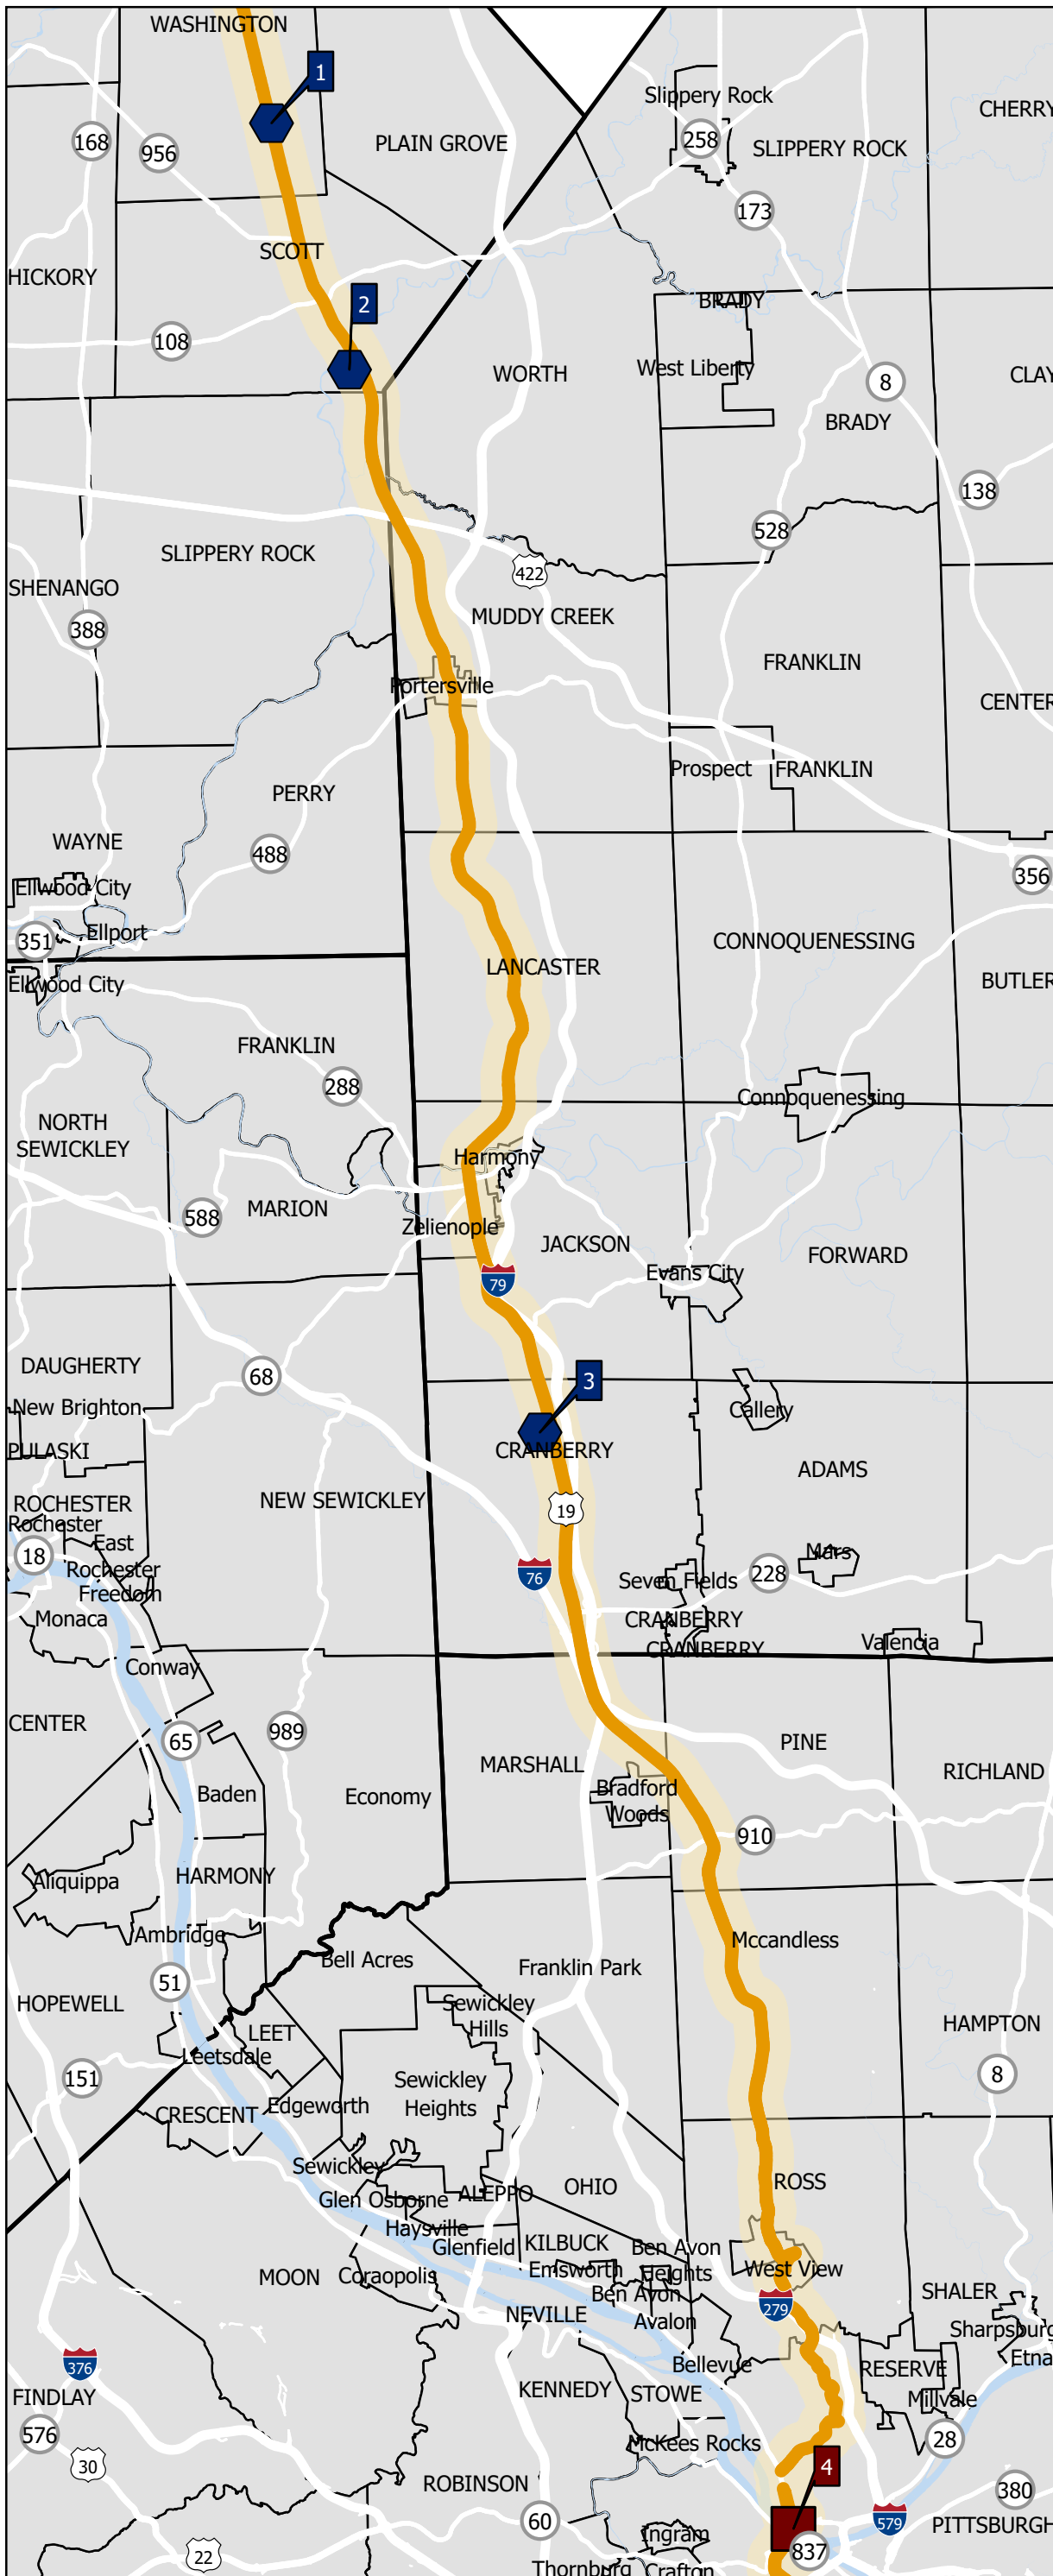 WASHINGTON
1
Slippery Rock
CHERRY
168
956
PLAIN GROVE
258
SLIPPERY ROCK
173
SCOTT
HICKORY
2
BRADY
108
WORTH
West Liberty
8
CLAY
BRADY
138
528
SLIPPERY ROCK
422
SHENANGO
MUDDY CREEK
388
FRANKLIN
Portersville
CENTER
Prospect
FRANKLIN
PERRY
WAYNE
488
356
Ellwood City
351
Ellport
CONNOQUENESSING
LANCASTER
Ellwood City
BUTLER
FRANKLIN
288
Connoquenessing
NORTH
SEWICKLEY
Harmony
588
MARION
Zelienople
JACKSON
FORWARD
79
Evans City
DAUGHERTY
68
3
New Brighton
Callery
PULASKI
CRANBERRY
ADAMS
ROCHESTER
NEW SEWICKLEY
19
Rochester
East
Rochester
18
Freedom
Mars
76
Seven Fields
228
Monaca
CRANBERRY
CRANBERRY
Valencia
Conway
CENTER
65
989
PINE
MARSHALL
RICHLAND
Baden
Economy
Bradford
Woods
910
Aliquippa
HARMONY
Ambridge
Mccandless
Bell Acres
Franklin Park
51
HOPEWELL
Sewickley
Hills
LEET
HAMPTON
Leetsdale
151
8
Sewickley
Heights
Edgeworth
CRESCENT
Sewickley
ROSS
OHIO
Glen Osborne
ALEPPO
Haysville
Glenfield
KILBUCK
Ben Avon
Heights
Emsworth
West View
MOON
Coraopolis
Ben Avon
SHALER
279
NEVILLE
Avalon
Sharpsburg
376
Bellevue
RESERVE
Etna
FINDLAY
KENNEDY
STOWE
Millvale
576
28
McKees Rocks
30
4
ROBINSON
380
60
579
PITTSBURGH
Ingram
837
22
Thornburg
Crafton